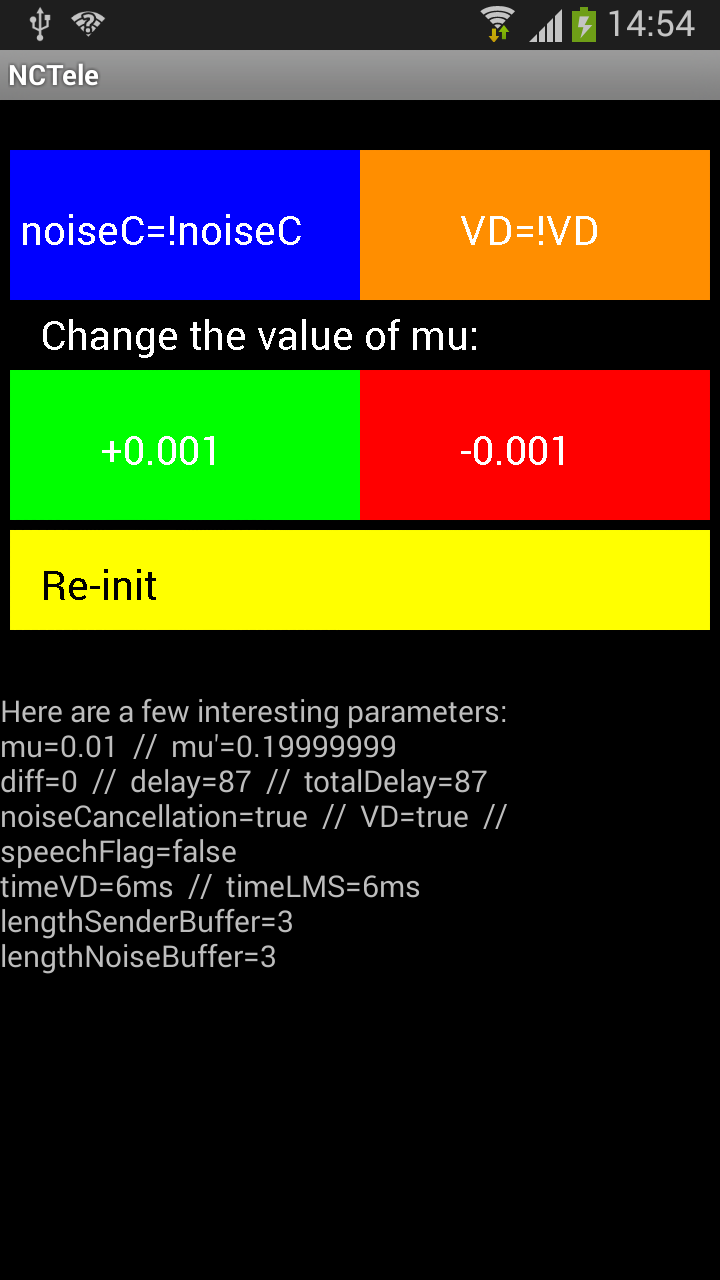 14:54
NCTele
noiseC=!noiseC VD=!VD
Change the value of mu:
+0.001 -0.001
Re-init
Here are a few interesting parameters:
mu=0.01 // mu'=0.19999999
diff=0 // delay=87 // totalDelay=87
noiseCancellation=true // VD=true //
speechFlag=false
timeVD=6ms // timeLMS=6ms
lengthSenderBuffer=3
lengthNoiseBuffer=3